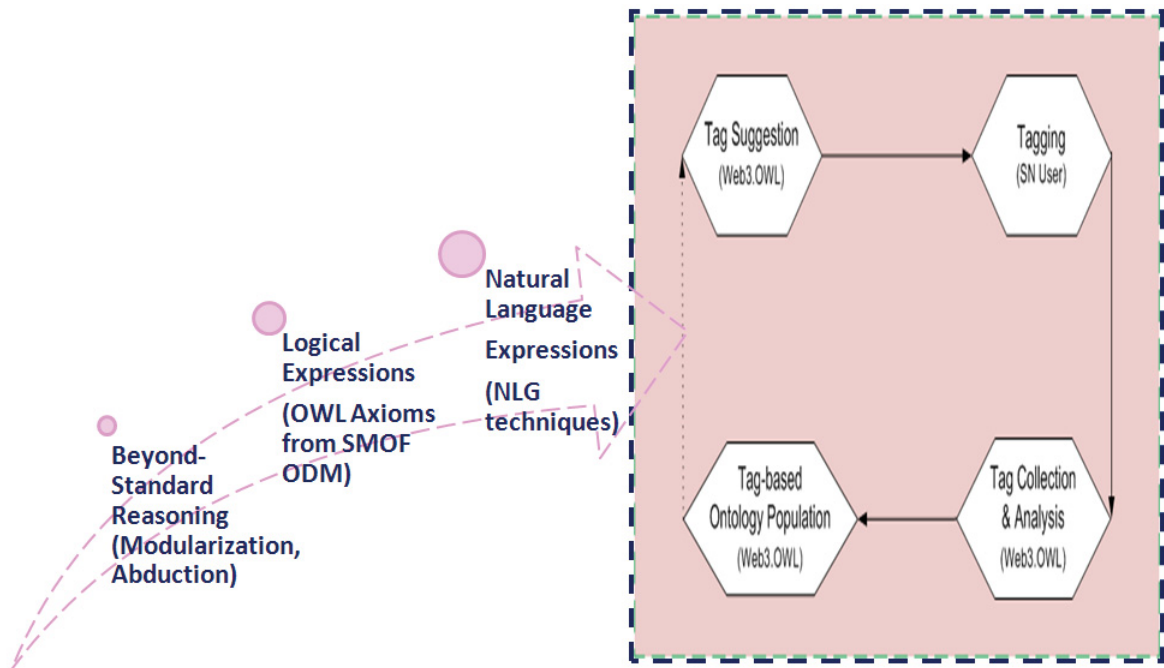 Beyond-
Standard
Reasoning
(Modularization,
Abduction)
Logical
Expressions
(OWL Axioms
from SMOF
ODM)
Natural
Language
Expressions
(NLG
techniques)
Tag Suggestion
(Web3.OWL)
Tagging
(SN User)
Tag-based
Ontology Population
(Web3.OWL)
Tag Collection
& Analysis
(Web3.OWL)